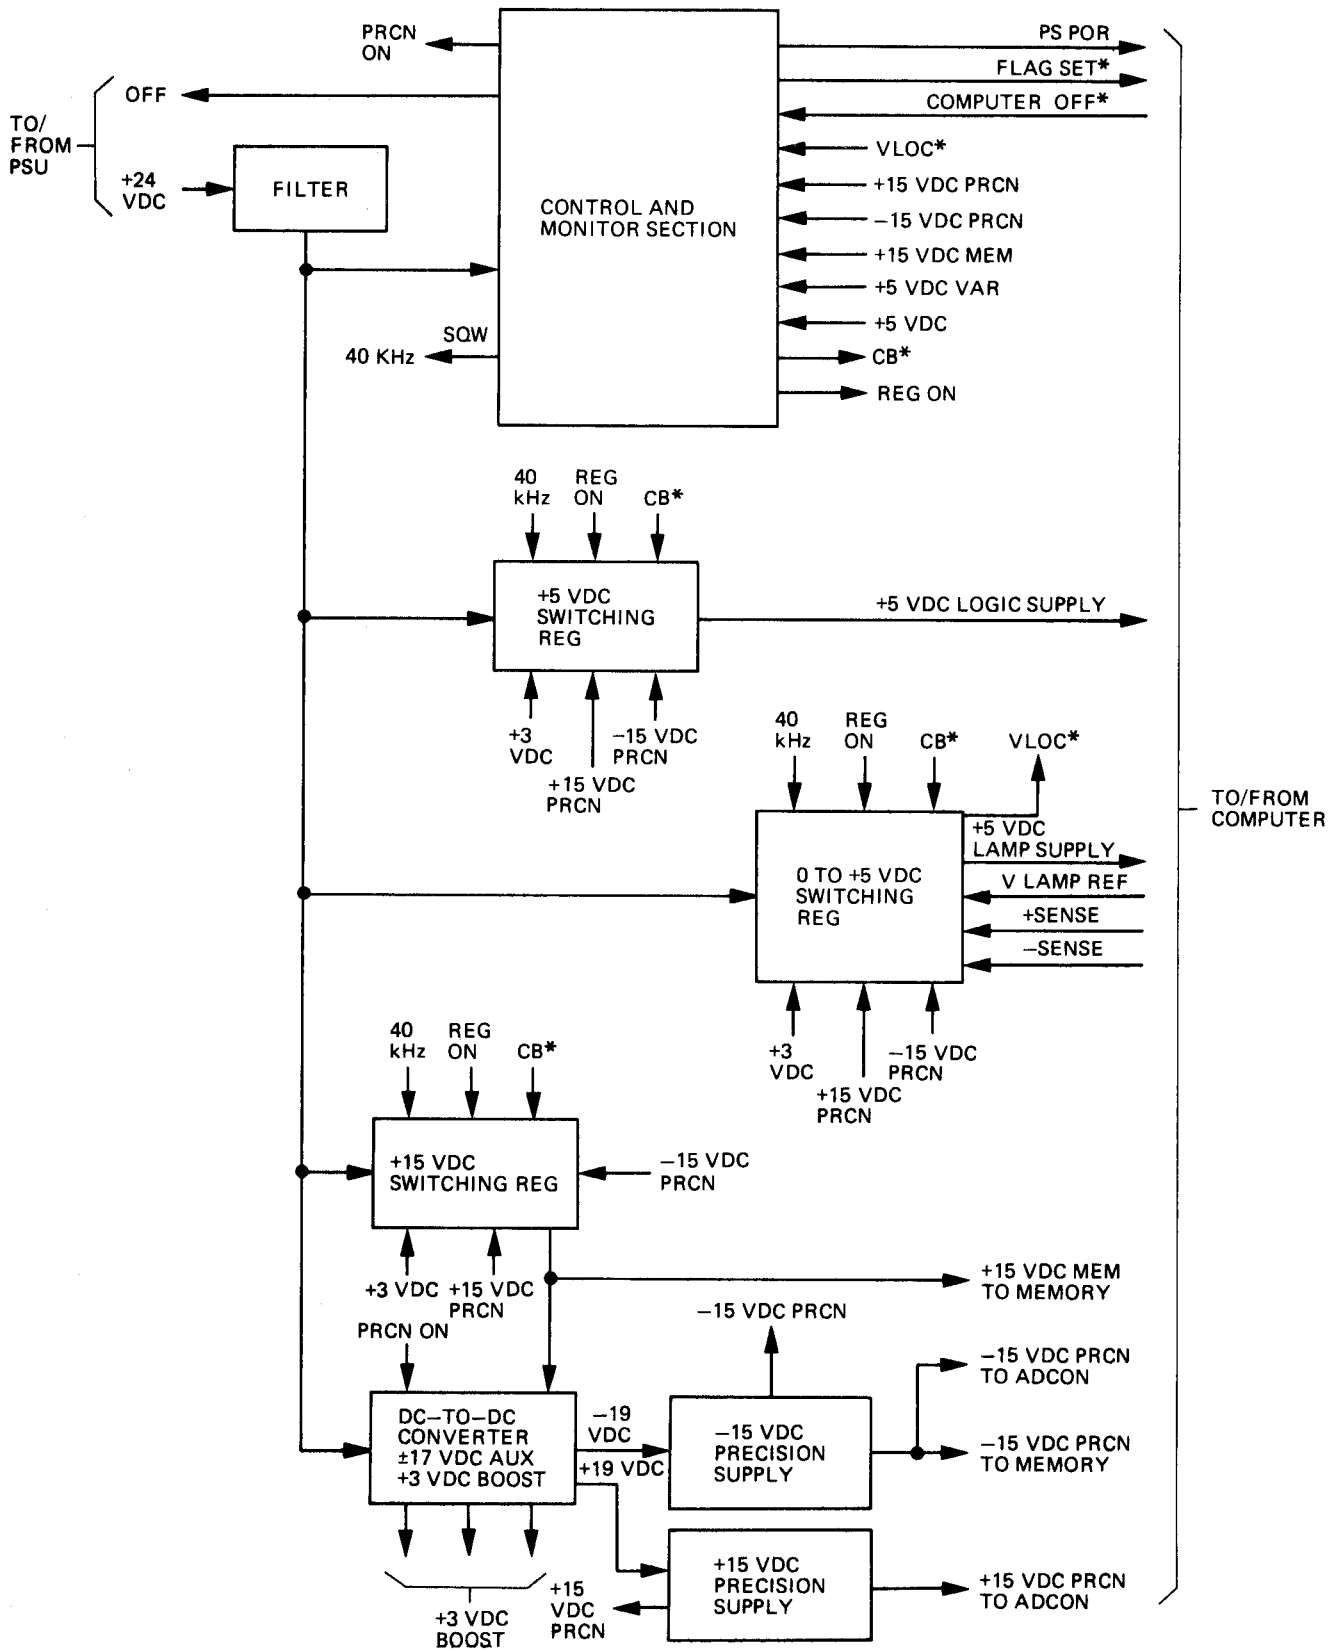 PRCN
ON
PS POR
FLAG SET*
OFF
COMPUTER OFF*
TO/
FROM
PSU
+24
VDC
FILTER
CONTROL AND
MONITOR SECTION
VLOC*
+15 VDC PRCN
−15 VDC PRCN
+15 VDC MEM
+5 VDC VAR
+5 VDC
SQW
40 KHz
CB*
REG ON
40
kHz
REG
ON
CB*
+5 VDC
SWITCHING
REG
+5 VDC LOGIC SUPPLY
+3
VDC
+15 VDC
PRCN
−15 VDC
PRCN
40
kHz
REG
ON
CB*
VLOC*
TO/FROM
COMPUTER
0 TO +5 VDC
SWITCHING
REG
+5 VDC
LAMP SUPPLY
V LAMP REF
+SENSE
−SENSE
+3
VDC
+15 VDC
PRCN
−15 VDC
PRCN
40
kHz
REG
ON
CB*
+15 VDC
SWITCHING REG
−15 VDC
PRCN
+3 VDC
+15 VDC
PRCN
+15 VDC MEM
TO MEMORY
PRCN ON
−15 VDC PRCN
−15 VDC PRCN
TO ADCON
DC−TO−DC
CONVERTER
±17 VDC AUX
+3 VDC BOOST
−19
VDC
+19 VDC
−15 VDC
PRECISION
SUPPLY
−15 VDC PRCN
TO MEMORY
+3 VDC
BOOST
+15
VDC
PRCN
+15 VDC
PRECISION
SUPPLY
+15 VDC PRCN
TO ADCON